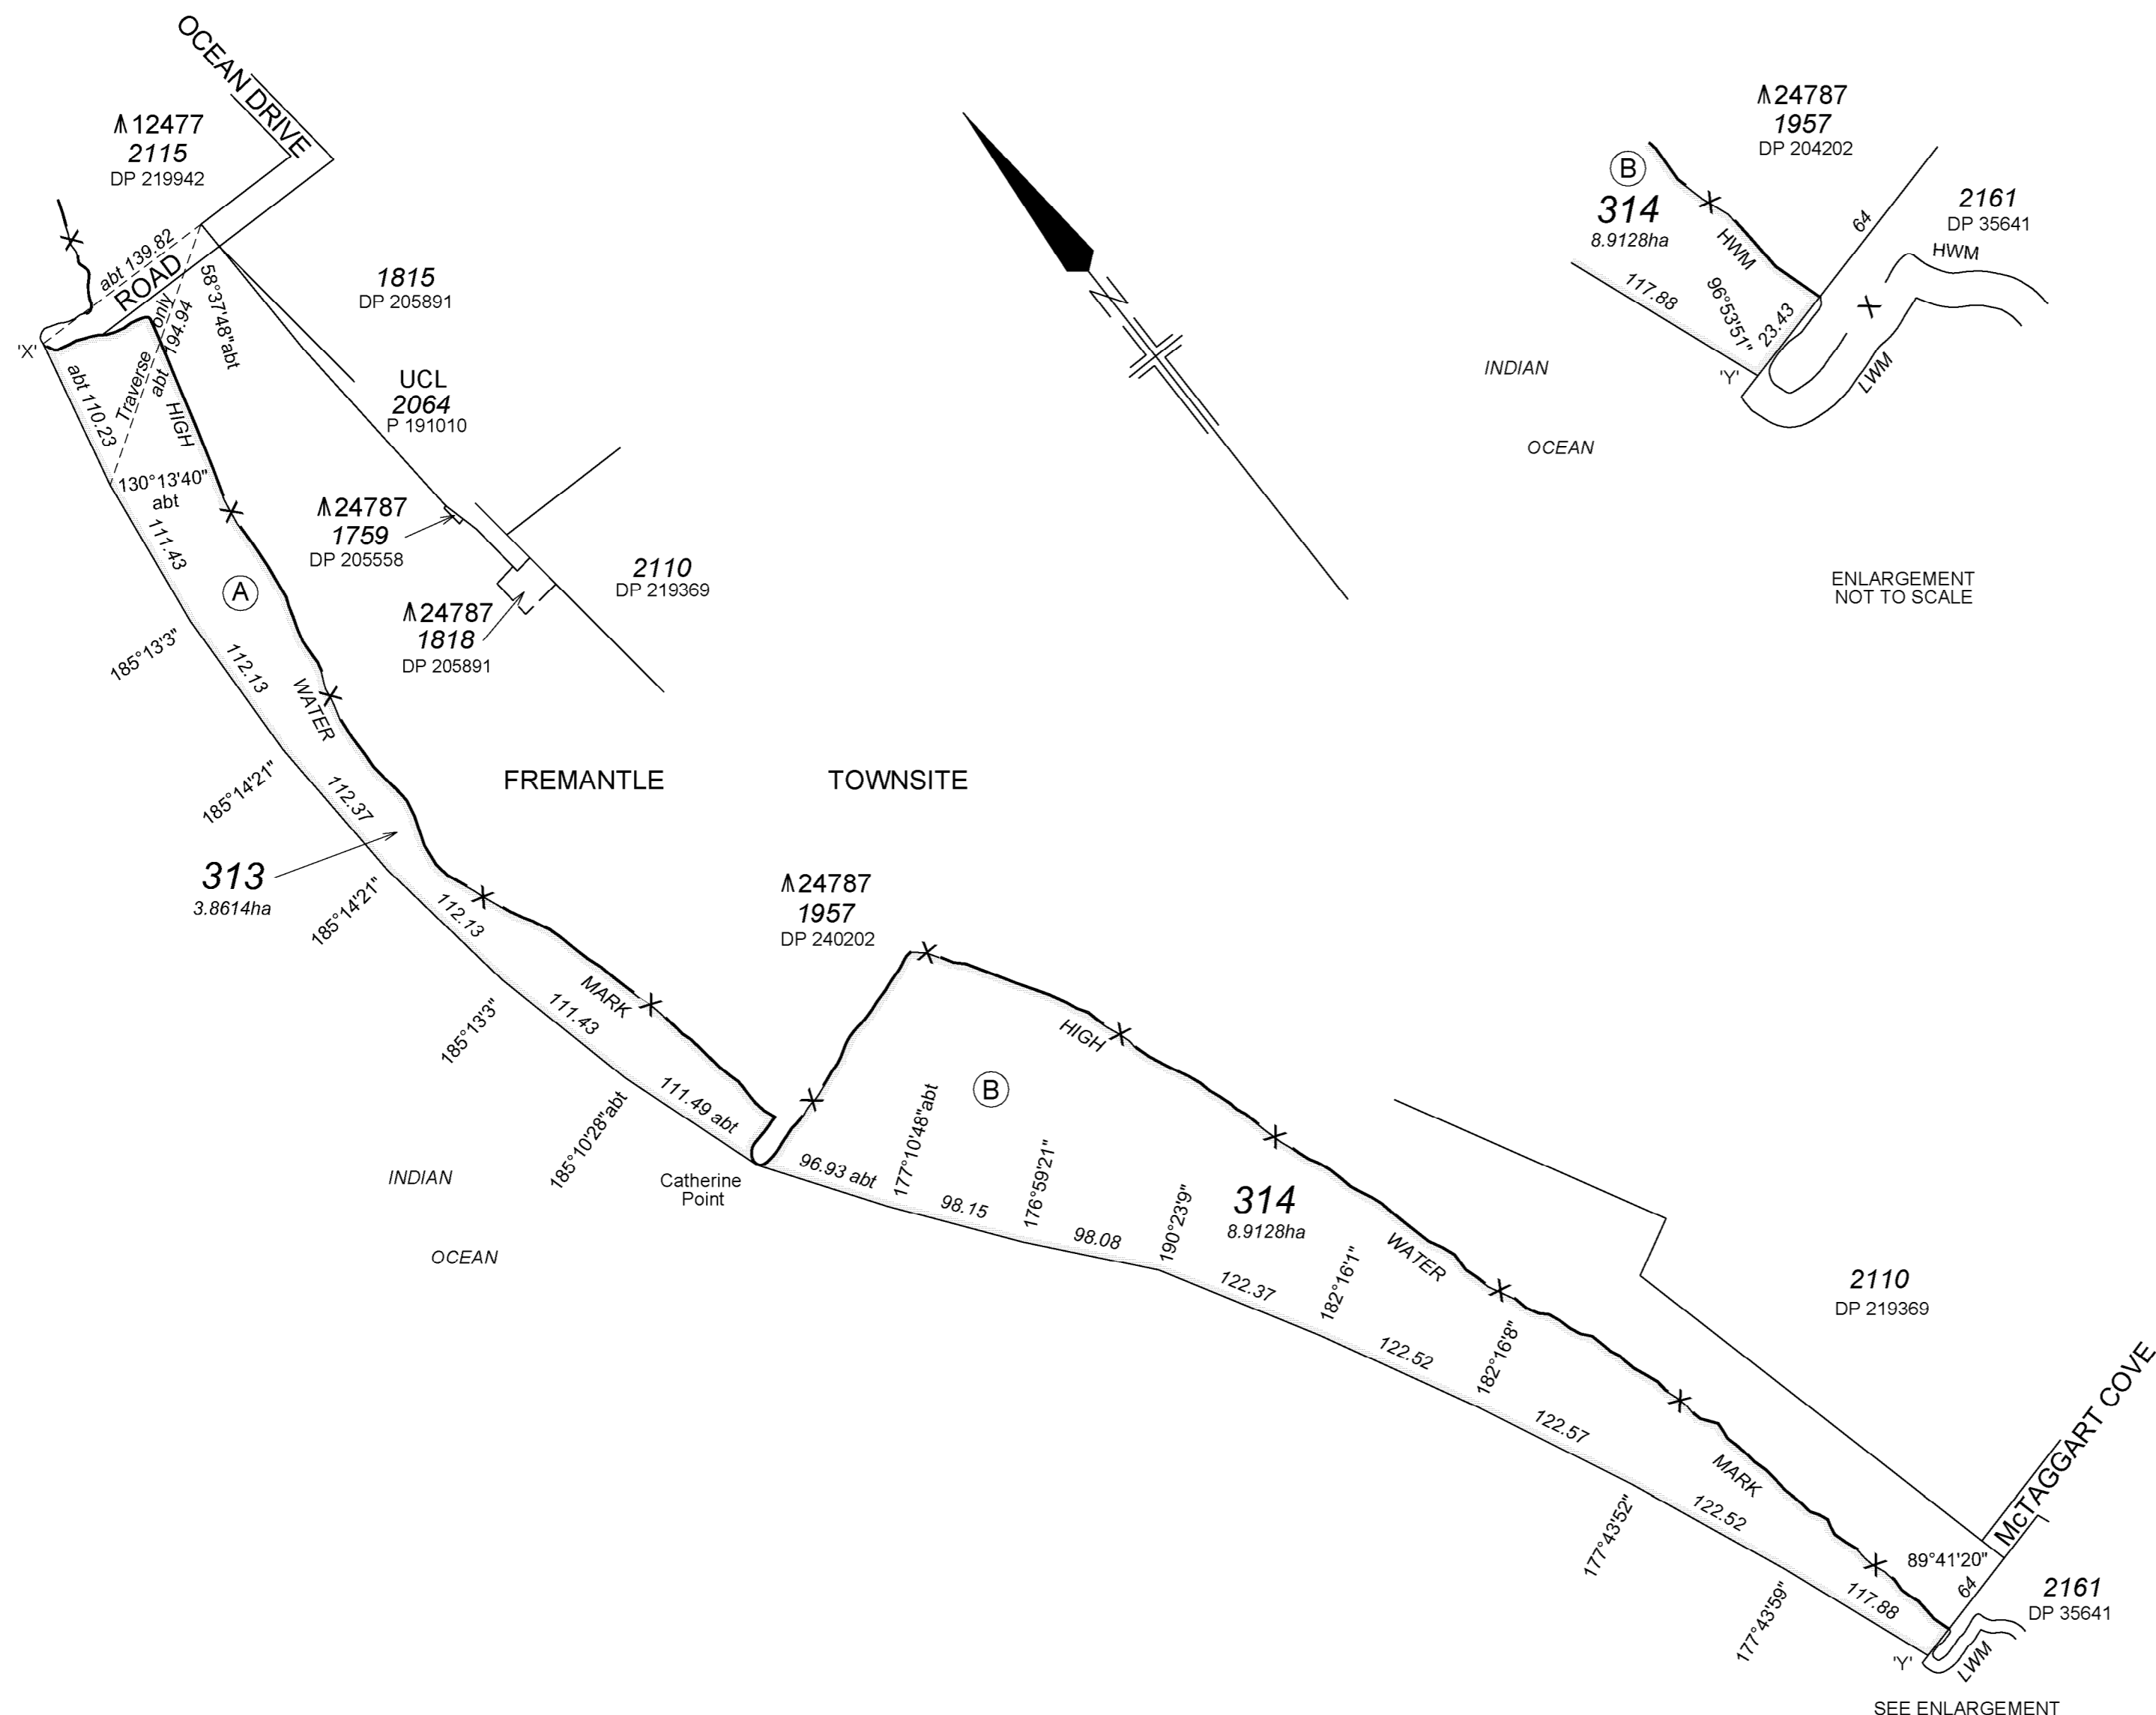 OCEAN DRIVE
12477
2115
DP 219942
abt 139.82
ROAD
'X'
Traverse only
abt 194.94
58°37'48"abt
abt 110.23
130°13'40"
abt
HIGH
111.43
A
185°13'3"
112.13
WATER
185°14'21"
112.37
313
3.8614ha
185°14'21"
112.13
MARK
185°13'3"
111.43
185°10'28"abt
111.49 abt
1815
DP 205891
UCL
2064
P 191010
24787
1759
DP 205558
24787
1818
DP 205891
2110
DP 219369
FREMANTLE TOWNSITE
24787
1957
DP 240202
INDIAN
OCEAN
Catherine
Point
96.93 abt
177°10'48"abt
B
98.15
176°59'21"
98.08
190°23'9"
HIGH
314
8.9128ha
122.37
182°16'1"
WATER
122.52
182°16'8"
122.57
177°43'52"
MARK
122.52
177°43'59"
117.88
89°41'20"
64
McTAGGART COVE
2110
DP 219369
2161
DP 35641
LWM
'Y'
SEE ENLARGEMENT
24787
1957
DP 204202
B
314
8.9128ha
HWM
64
2161
DP 35641
HWM
117.88
96°53'51"
23.43
X
LWM
'Y'
INDIAN
OCEAN
ENLARGEMENT
NOT TO SCALE